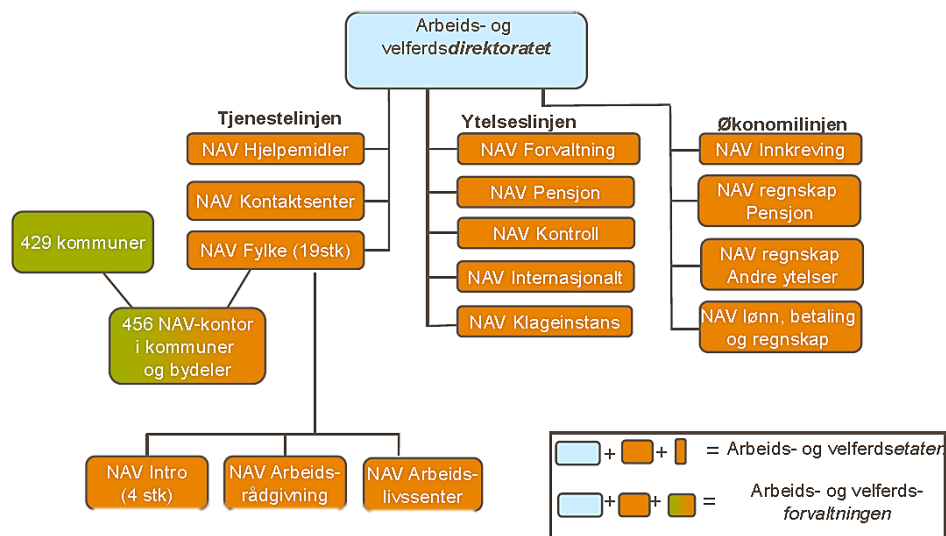 Arbeids- og
velferdsdirektoratet
Tjenestelinjen
NAV Hjelpemidler
NAV Kontaktsenter
NAV Fylke (19stk)
429 kommuner
456 NAV-kontor
i kommuner
og bydeler
NAV Intro
(4 stk)
NAV Arbeids-
rådgivning
NAV Arbeids-
livssenter
Ytelseslinjen
NAV Forvaltning
NAV Pensjon
NAV Kontroll
NAV Internasjonalt
NAV Klageinstans
Økonomilinjen
NAV Innkreving
NAV regnskap
Pensjon
NAV regnskap
Andre ytelser
NAV lønn, betaling
og regnskap
+ + = Arbeids- og velferdsetaten
+ + = Arbeids- og velferds-
forvaltningen